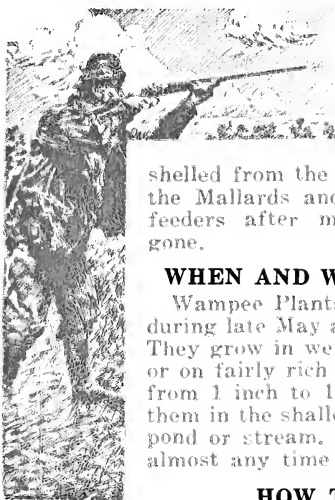 shelled from the
the Mallards and
feeders after m
gone.
WHEN AND W
Wampee Plants
during late May a
They grow in we
or on fairly rich
from 1 inch to 1
them in the shalle
pond or stream.
almost any time
HOW T